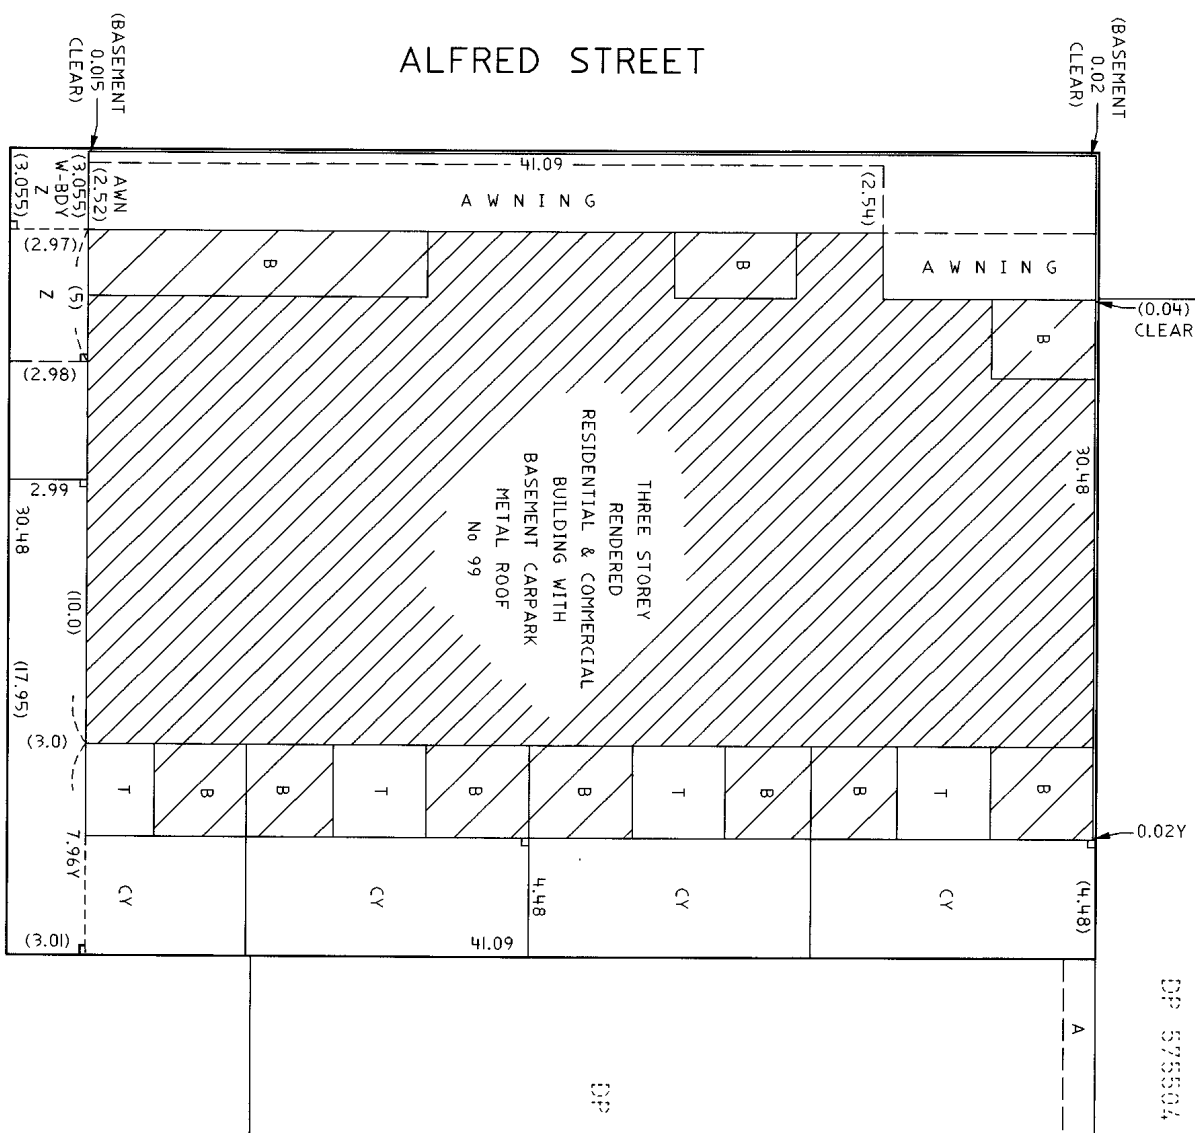 ALFRED STREET
(BASEMENT
0.015
CLEAR)
(BASEMENT
0.02
CLEAR)
41.09
AWN
(2.52)
(3.055)
W-BDY
Z
(3.055)
AWNING
(2.54)
AWNING
(0.04)
CLEAR
(2.97)
Z
(5)
B
B
B
(2.98)
30.48
THREE STOREY
RENDERED
RESIDENTIAL & COMMERCIAL
BUILDING WITH
BASEMENT CARPARK
METAL ROOF
No 99
2.99
30.48
(10.0)
(17.95)
(3.0)
T
B
B
T
B
B
T
B
B
T
B
0.02Y
7.96Y
CY
CY
4.48
CY
CY
(4.48)
(3.01)
41.09
A
DP 575504
DP